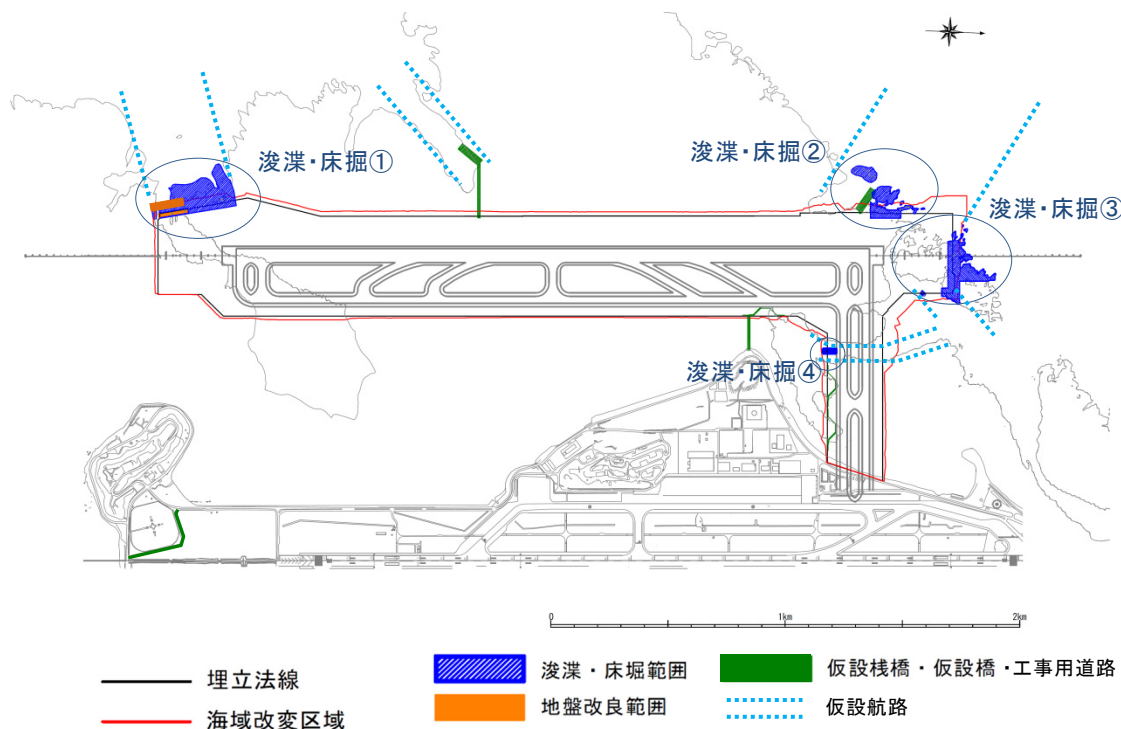 浚渫・床掘①
浚渫・床掘②
浚渫・床掘③
浚渫・床掘④
0 1km 2km
埋立法線
海域改変区域
浚渫・床堀範囲
地盤改良範囲
仮設桟橋・仮設橋・工事用道路
仮設航路